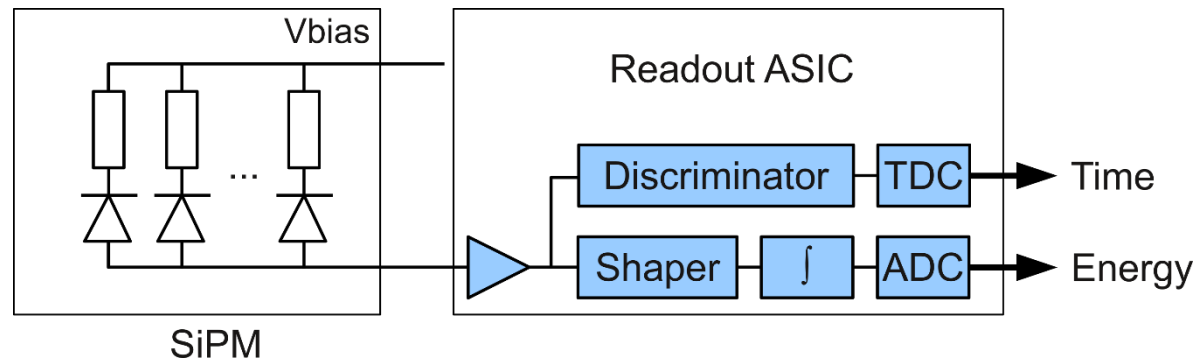 Vbias
Readout ASIC
...
Discriminator
TDC
Time
Shaper
∫
ADC
Energy
SiPM